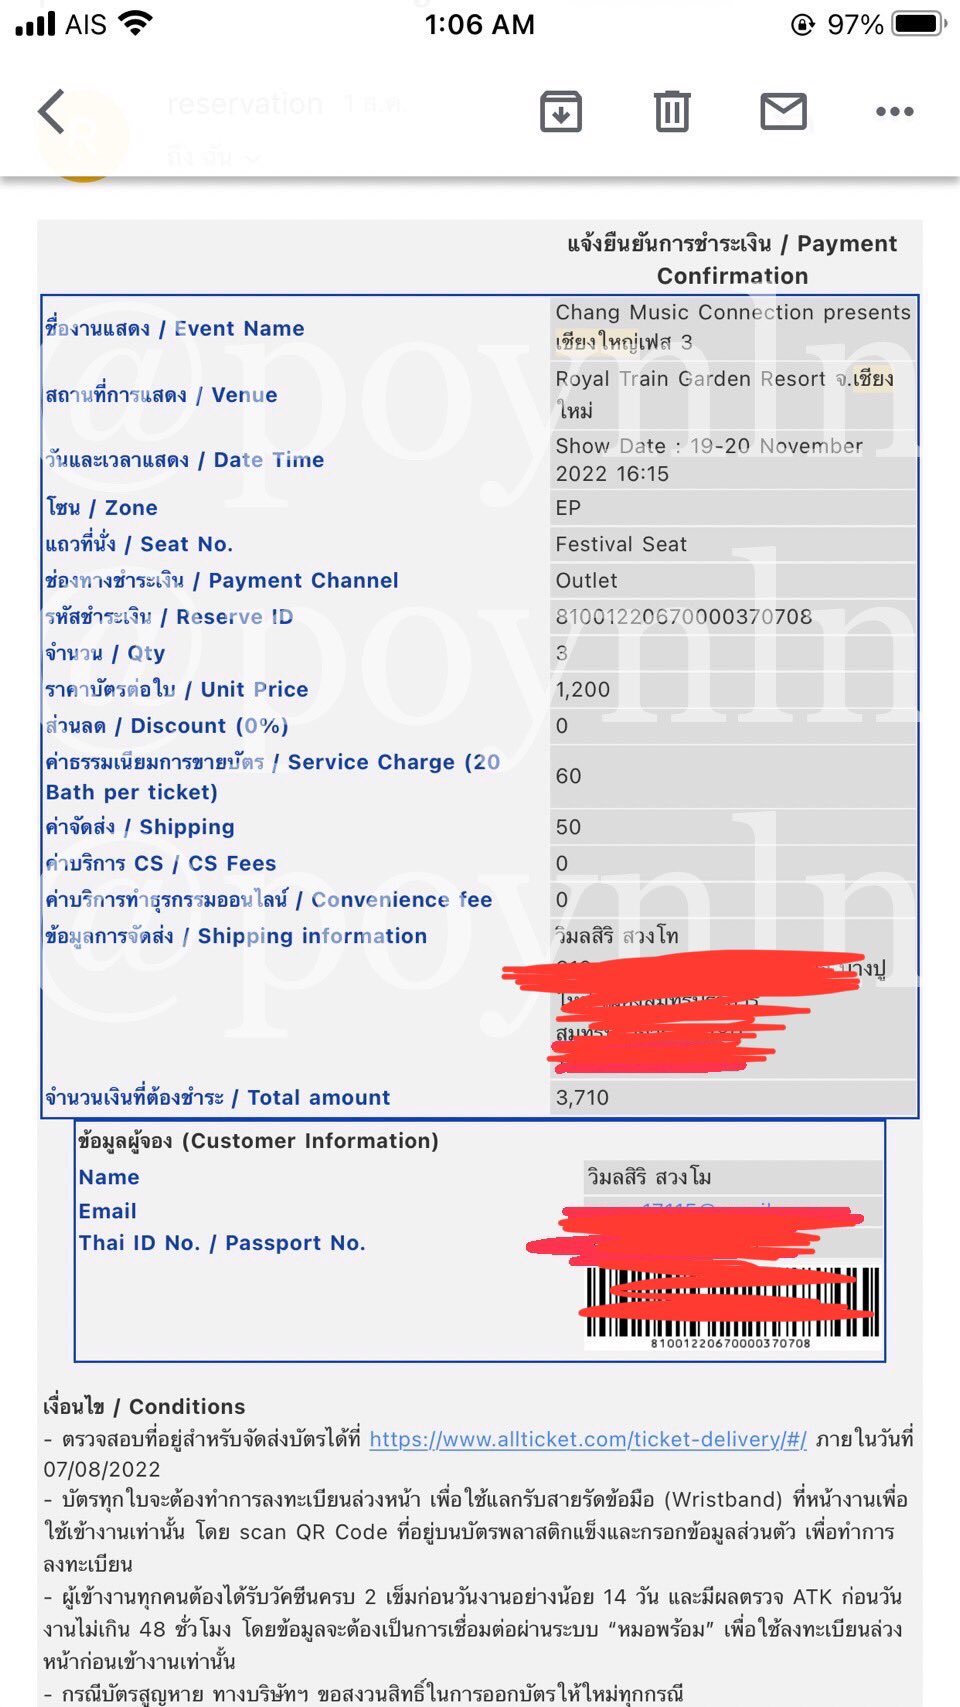 AIS
1:06 AM
97%
reservation 1 ส.ค.
ถึง ฉัน
แจ้งยืนยันการชำระเงิน / Payment
Confirmation
ชื่องานแสดง / Event Name
Chang Music Connection presents
เชียงใหญ่เฟส 3
สถานที่การแสดง / Venue
Royal Train Garden Resort จ.เชียง
ใหม่
วันและเวลาแสดง / Date Time
Show Date : 19-20 November
2022 16:15
โซน / Zone
EP
แถวที่นั่ง / Seat No.
Festival Seat
ช่องทางชำระเงิน / Payment Channel
Outlet
รหัสชำระเงิน / Reserve ID
81001220670000370708
จำนวน / Qty
3
ราคาบัตรต่อใบ / Unit Price
1,200
ส่วนลด / Discount (0%)
0
ค่าธรรมเนียมการขายบัตร / Service Charge (20
Bath per ticket)
60
ค่าจัดส่ง / Shipping
50
ค่าบริการ CS / CS Fees
0
ค่าบริการทำธุรกรรมออนไลน์ / Convenience fee
0
ข้อมูลการจัดส่ง / Shipping information
วิมลสิริ สวงโท
บางปู
จำนวนเงินที่ต้องชำระ / Total amount
3,710
@poynln
@poynln
@poynln
ข้อมูลผู้จอง (Customer Information)
Name
วิมลสิริ สวงโม
Email
Thai ID No. / Passport No.
81001220670000370708
เงื่อนไข / Conditions
- ตรวจสอบที่อยู่สำหรับจัดส่งบัตรได้ที่ https://www.allticket.com/ticket-delivery/#/ ภายในวันที่
07/08/2022
- บัตรทุกใบจะต้องทำการลงทะเบียนล่วงหน้า เพื่อใช้แลกรับสายรัดข้อมือ (Wristband) ที่หน้างานเพื่อ
ใช้เข้างานเท่านั้น โดย scan QR Code ที่อยู่บนบัตรพลาสติกแข็งและกรอกข้อมูลส่วนตัว เพื่อทำการ
ลงทะเบียน
- ผู้เข้างานทุกคนต้องได้รับวัคซีนครบ 2 เข็มก่อนวันงานอย่างน้อย 14 วัน และมีผลตรวจ ATK ก่อนวัน
งานไม่เกิน 48 ชั่วโมง โดยข้อมูลจะต้องเป็นการเชื่อมต่อผ่านระบบ “หมอพร้อม” เพื่อใช้ลงทะเบียนล่วง
หน้าก่อนเข้างานเท่านั้น
- กรณีบัตรสูญหาย ทางบริษัทฯ ขอสงวนสิทธิ์ในการออกบัตรให้ใหม่ทุกกรณี